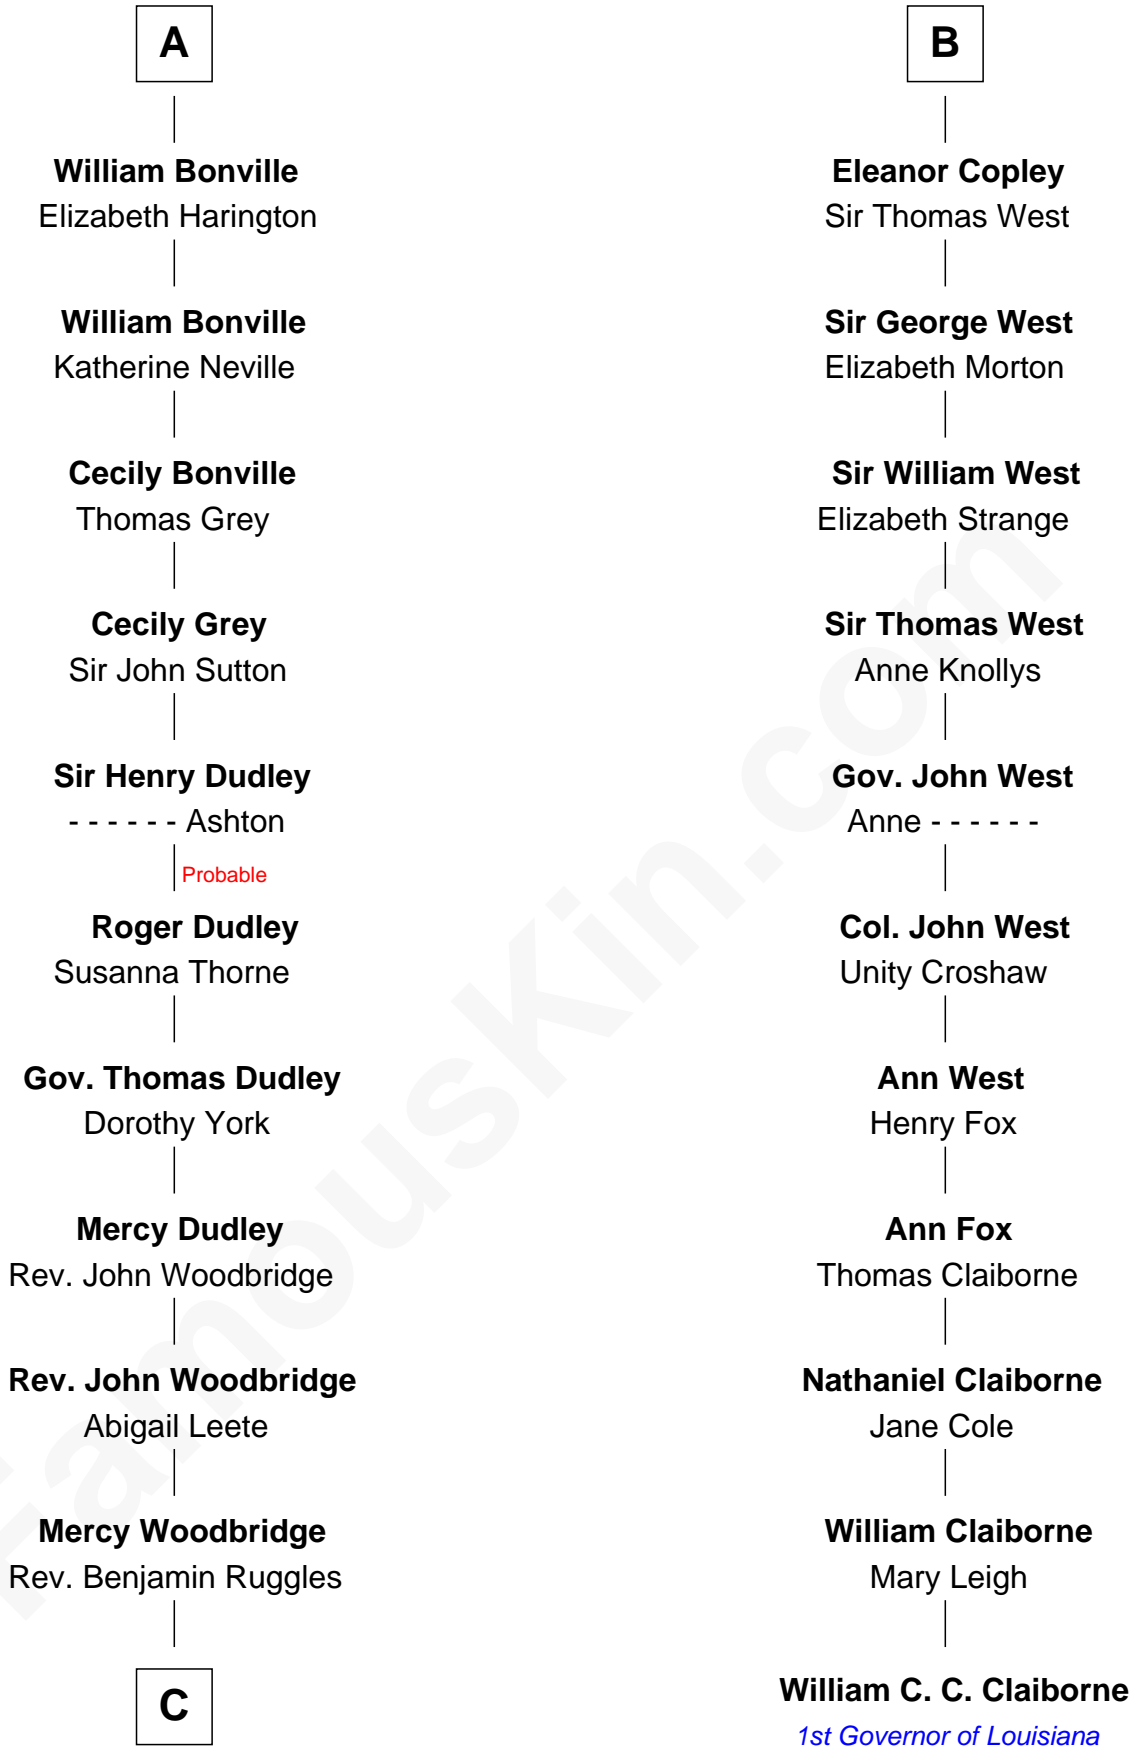 A
William Bonville
Elizabeth Harington
William Bonville
Katherine Neville
Cecily Bonville
Thomas Grey
Cecily Grey
Sir John Sutton
Sir Henry Dudley
- - - - - - Ashton
Probable
Roger Dudley
Susanna Thorne
Gov. Thomas Dudley
Dorothy York
Mercy Dudley
Rev. John Woodbridge
Rev. John Woodbridge
Abigail Leete
Mercy Woodbridge
Rev. Benjamin Ruggles
C
B
Eleanor Copley
Sir Thomas West
Sir George West
Elizabeth Morton
Sir William West
Elizabeth Strange
Sir Thomas West
Anne Knollys
Gov. John West
Anne - - - - - -
Col. John West
Unity Croshaw
Ann West
Henry Fox
Ann Fox
Thomas Claiborne
Nathaniel Claiborne
Jane Cole
William Claiborne
Mary Leigh
William C. C. Claiborne
1st Governor of Louisiana
FamousKin.com